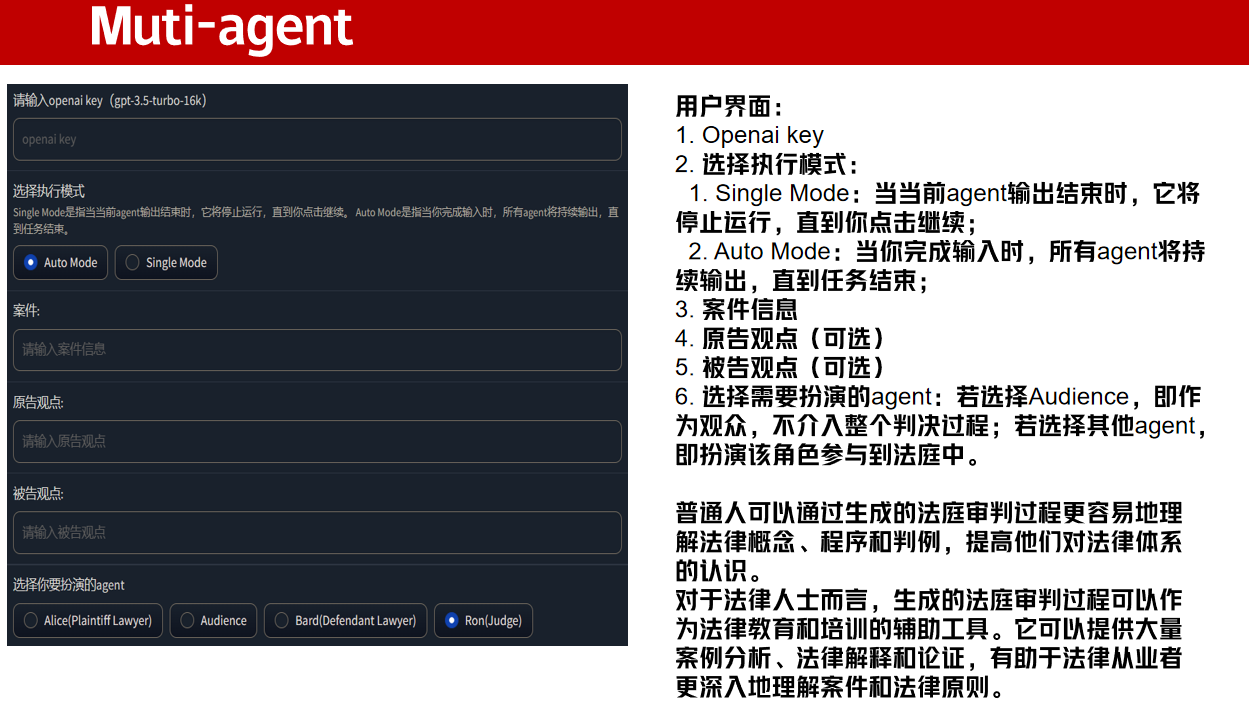 Muti-agent
请输入openai key（gpt-3.5-turbo-16k）
openai key
选择执行模式
Single Mode是指当当前agent输出结束时，它将停止运行，直到你点击继续。 Auto Mode是指当你完成输入时，所有agent将持续输出，直
到任务结束。
Auto Mode
Single Mode
案件:
请输入案件信息
原告观点:
请输入原告观点
被告观点:
请输入被告观点
选择你要扮演的agent
Alice(Plaintiff Lawyer)
Audience
Bard(Defendant Lawyer)
Ron(Judge)
用户界面：
1. Openai key
2. 选择执行模式：
1. Single Mode：当当前agent输出结束时，它将
停止运行，直到你点击继续；
2. Auto Mode：当你完成输入时，所有agent将持
续输出，直到任务结束；
3. 案件信息
4. 原告观点（可选）
5. 被告观点（可选）
6. 选择需要扮演的agent：若选择Audience，即作
为观众，不介入整个判决过程；若选择其他agent，
即扮演该角色参与到法庭中。
普通人可以通过生成的法庭审判过程更容易地理
解法律概念、程序和判例，提高他们对法律体系
的认识。
对于法律人士而言，生成的法庭审判过程可以作
为法律教育和培训的辅助工具。它可以提供大量
案例分析、法律解释和论证，有助于法律从业者
更深入地理解案件和法律原则。